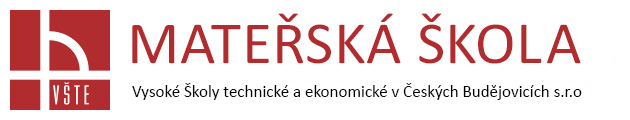 MATEŘSKÁ ŠKOLA
VŠTE
Vysoké Školy technické a ekonomické v Českých Budějovicích s.r.o